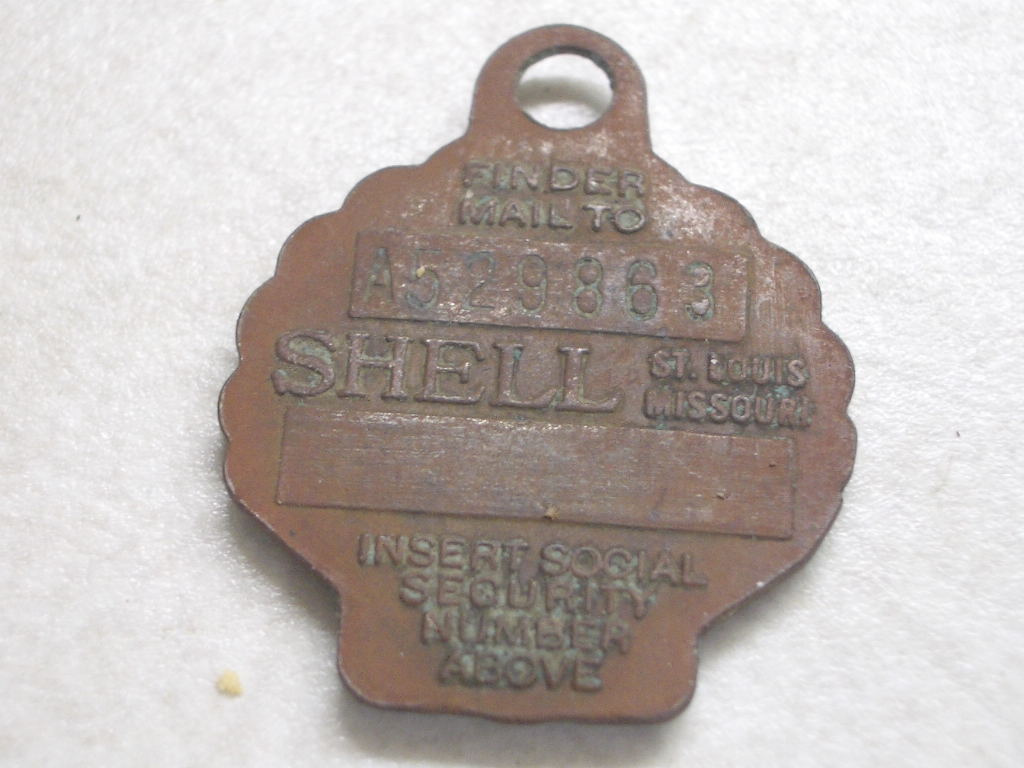 FINDER
MAIL TO
A529863
SHELL ST. LOUIS
MISSOURI
INSERT SOCIAL
SECURITY
NUMBER
ABOVE